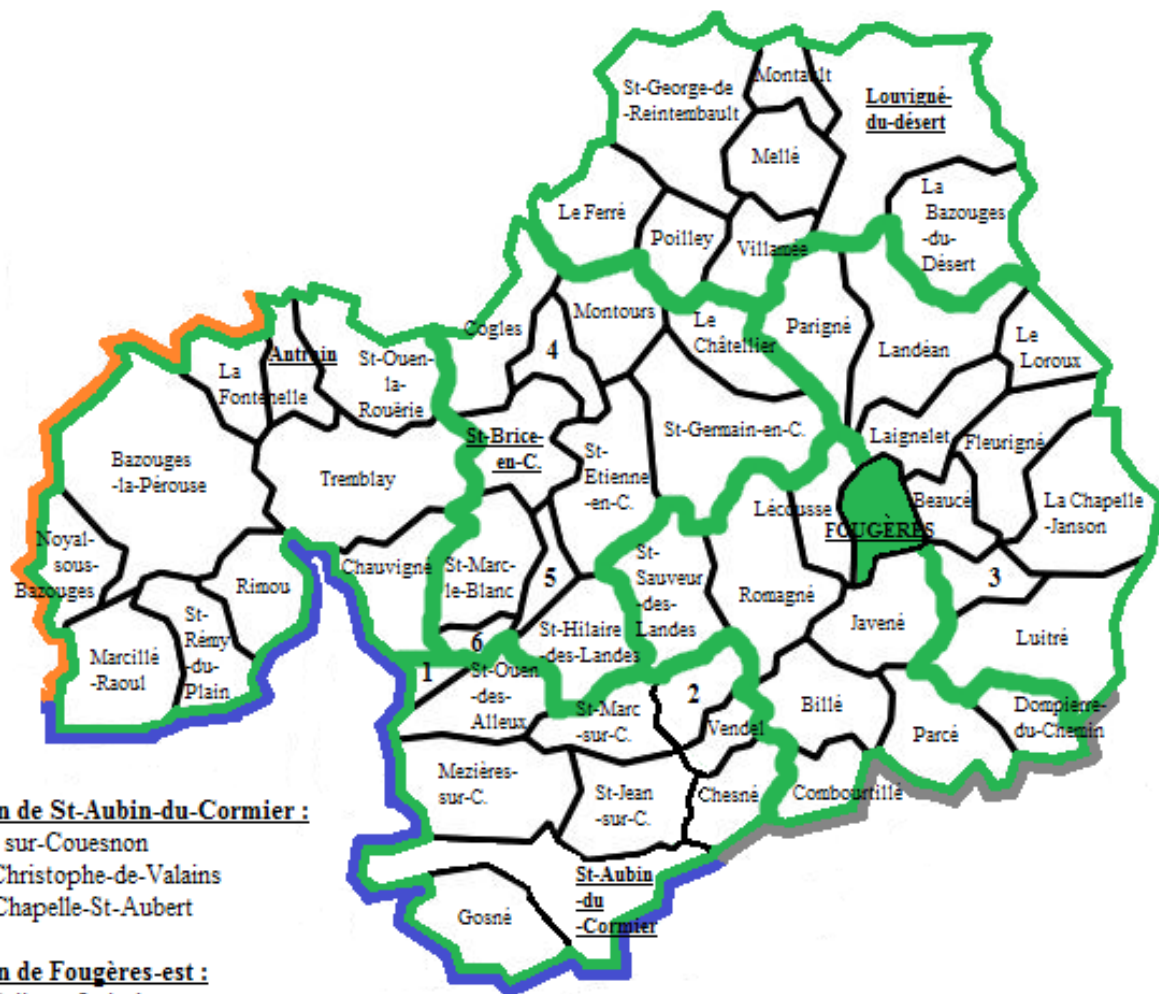 St-George-de
-Reintembault
Montault
Louvigné-
du-désert
Mellé
La
Bazouges
-du-
Désert
Le Ferré
Poilley
Villamée
Cogles
Montours
Le
Châtellier
Parigné
Landéan
Le
Loroux
4
Antrain
La
Fontenelle
St-Ouen-
la-
Rouërie
St-Brice-
en-C.
St-Germain-en-C.
Laignelet
Fleurigné
Bazouges
-la-Pérouse
Tremblay
St-
Etienne
-en-C.
Lécousse
Beaucé
La Chapelle
-Janson
FOUGÈRES
Noyal-
sous-
Bazouges
Rimou
Chauvigné
St-Marc-
le-Blanc
5
St-
Sauveur
-des-
Landes
Romagné
3
Javené
Luitré
St-
Rémy
-du-
Plain
Marcillé
-Raoul
6
1
St-Hilaire
-des-Landes
St-Ouen
-des-
Alleux
St-Marc
-sur-C.
2
Vendel
Billé
Parcé
Dompierre-
du-Chemin
Mezières-
sur-C.
St-Jean
-sur-C.
Chesné
Combourtillé
St-Aubin
-du
-Cormier
Gosné
n de St-Aubin-du-Cormier :
sur-Couesnon
Christophe-de-Valains
Chapelle-St-Aubert
n de Fougères-est :